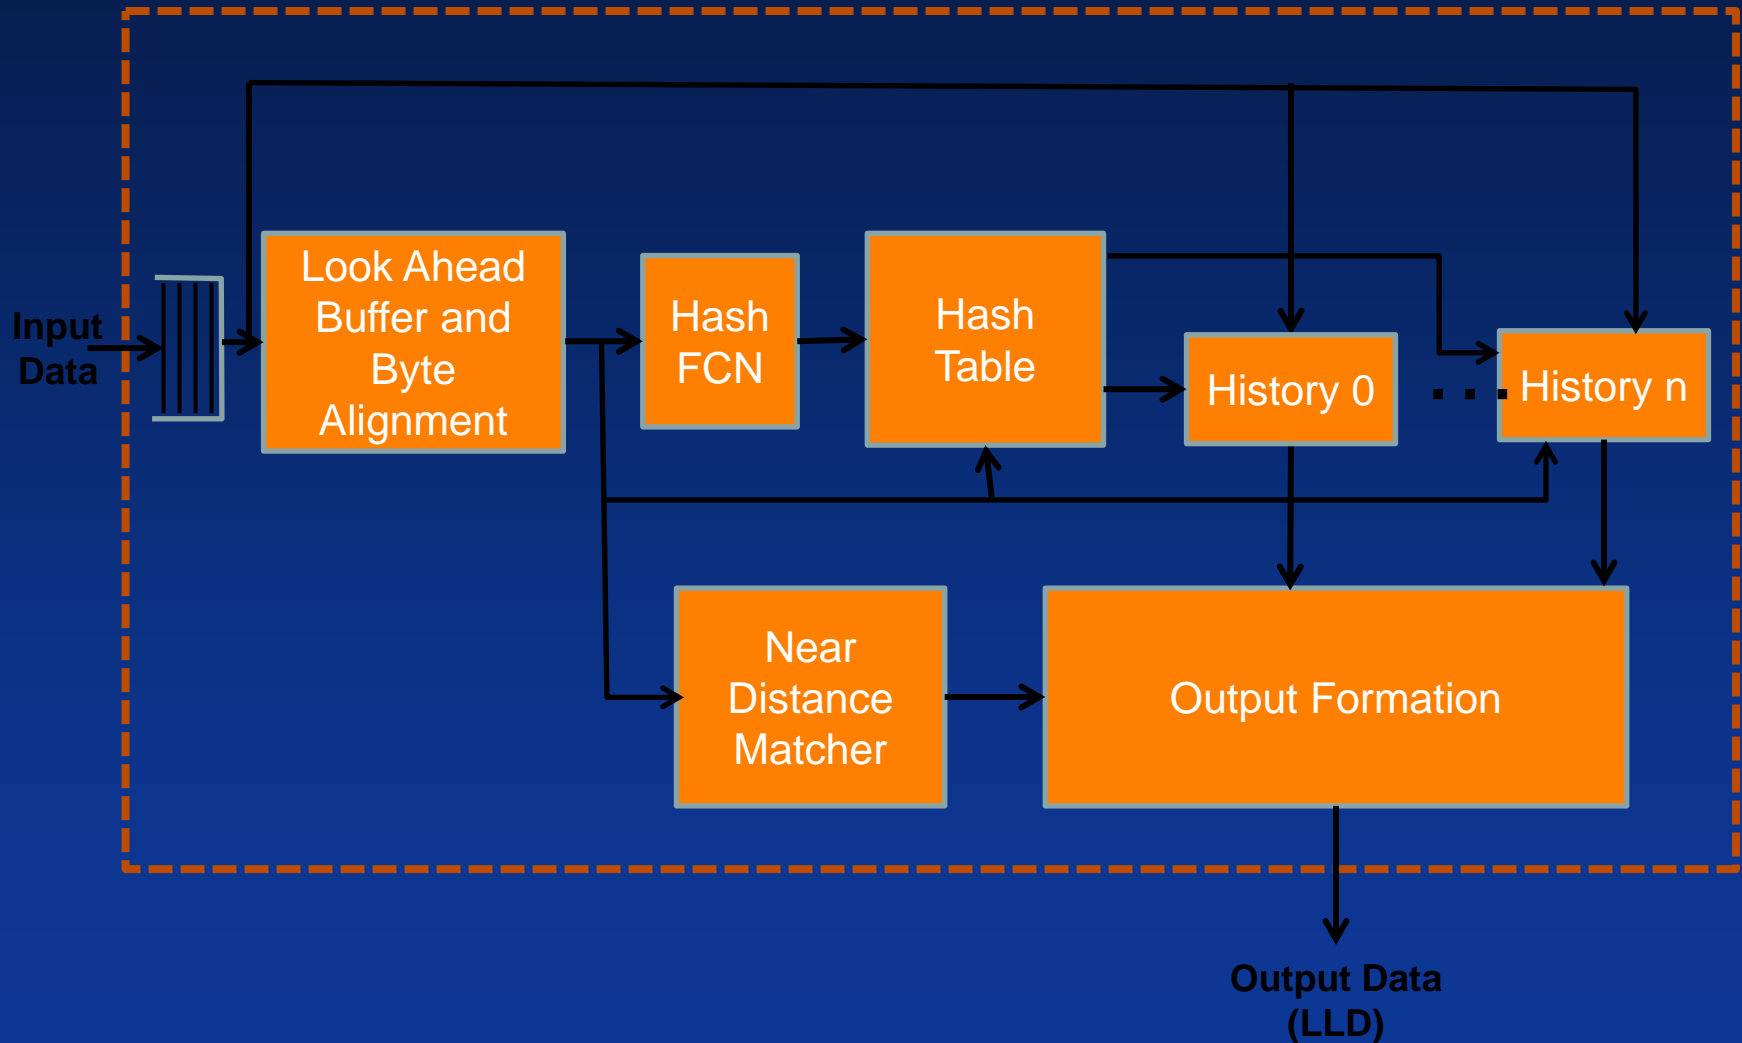 Input
Data
Look Ahead
Buffer and
Byte
Alignment
Hash
FCN
Hash
Table
History 0
. . .
History n
Near
Distance
Matcher
Output Formation
Output Data
(LLD)